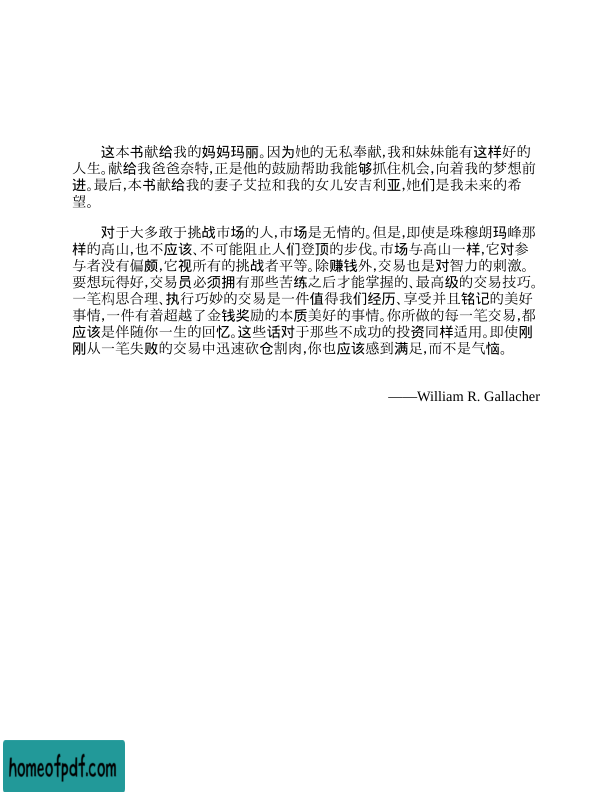 这本书献给我的妈妈玛丽。因为她的无私奉献,我和妹妹能有这样好的
人生。献给我爸爸奈特,正是他的鼓励帮助我能够抓住机会,向着我的梦想前
进。最后,本书献给我的妻子艾拉和我的女儿安吉利亚,她们是我未来的希
望。
对于大多敢于挑战市场的人,市场是无情的。但是,即使是珠穆朗玛峰那
样的高山,也不应该、不可能阻止人们登顶的步伐。市场与高山一样,它对参
与者没有偏颇,它视所有的挑战者平等。除赚钱外,交易也是对智力的刺激。
要想玩得好,交易员必须拥有那些苦练之后才能掌握的、最高级的交易技巧。
一笔构思合理、执行巧妙的交易是一件值得我们经历、享受并且铭记的美好
事情,一件有着超越了金钱奖励的本质美好的事情。你所做的每一笔交易,都
应该是伴随你一生的回忆。这些话对于那些不成功的投资同样适用。即使刚
刚从一笔失败的交易中迅速砍仓割肉,你也应该感到满足,而不是气恼。
——William R. Gallacher
homeofpdf.com